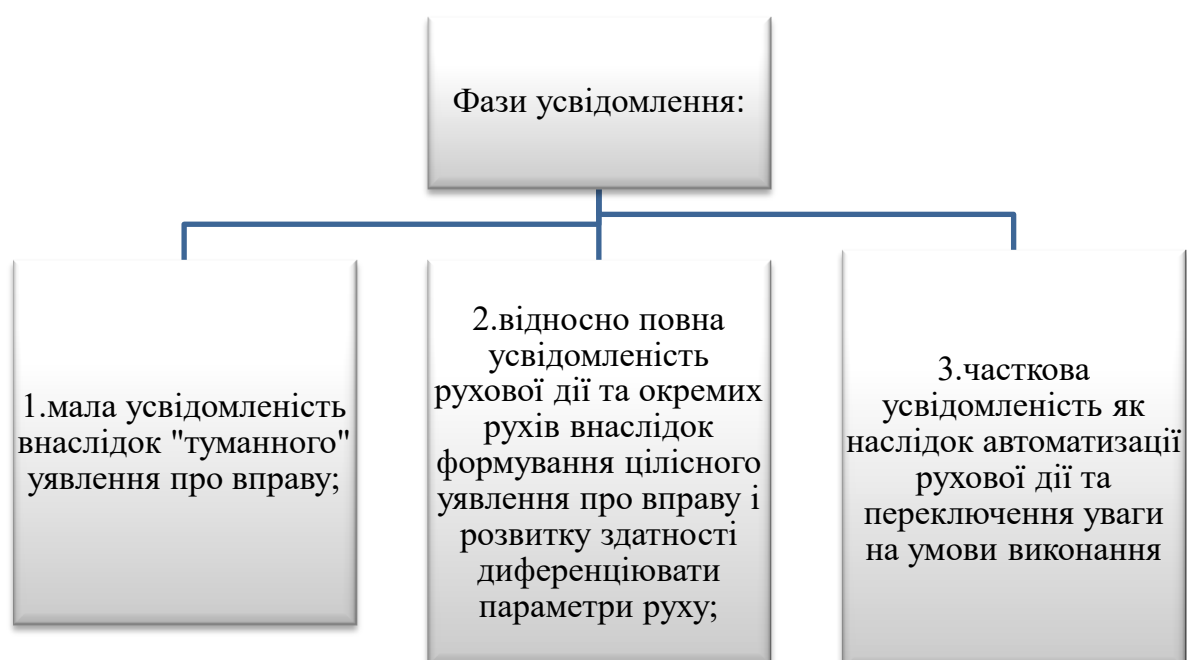 Фази усвідомлення:
1.мала усвідомленість
внаслідок "туманного"
уявлення про вправу;
2.відносно повна
усвідомленість
рухової дії та окремих
рухів внаслідок
формування цілісного
уявлення про вправу і
розвитку здатності
диференціювати
параметри руху;
3.часткова
усвідомленість як
наслідок автоматизації
рухової дії та
переключення уваги
на умови виконання